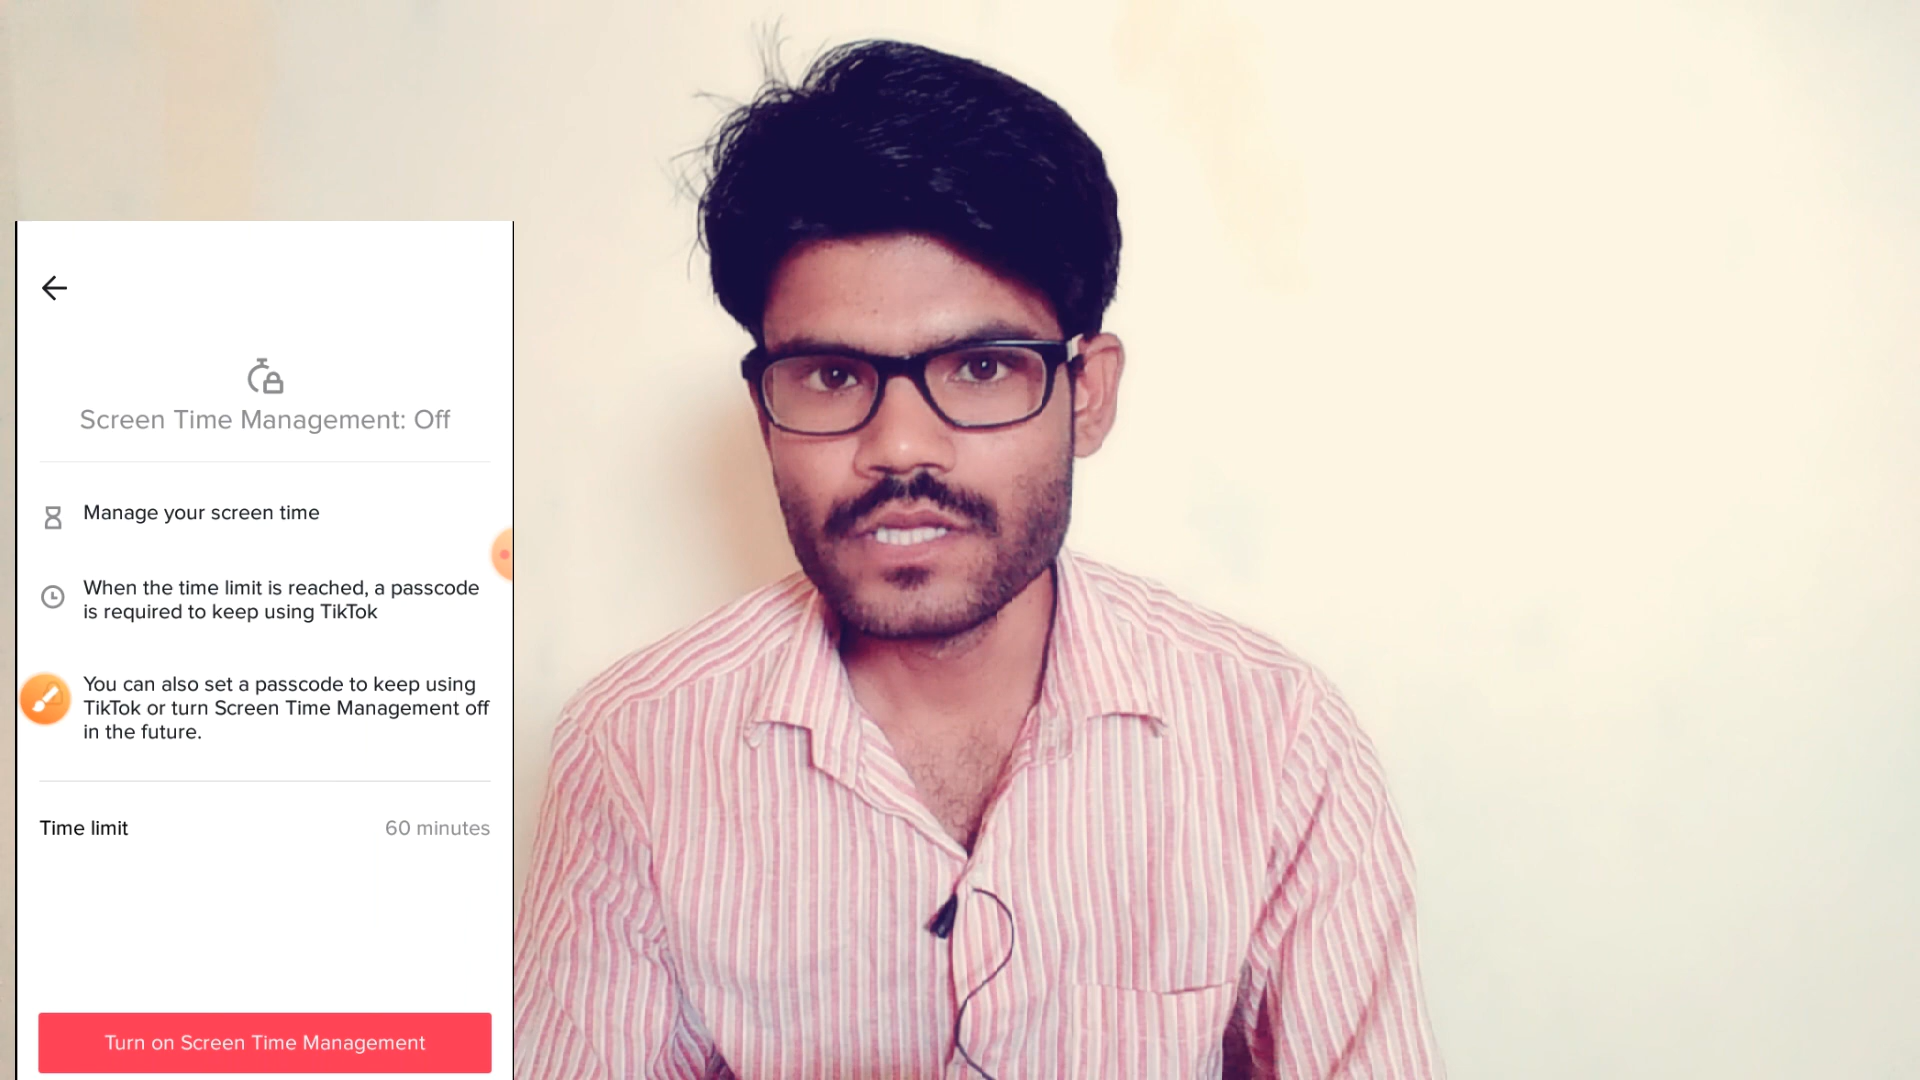 Screen Time Management: Off
Manage your screen time
When the time limit is reached, a passcode
is required to keep using TikTok
You can also set a passcode to keep using
TikTok or turn Screen Time Management off
in the future.
Time limit 60 minutes
Turn on Screen Time Management